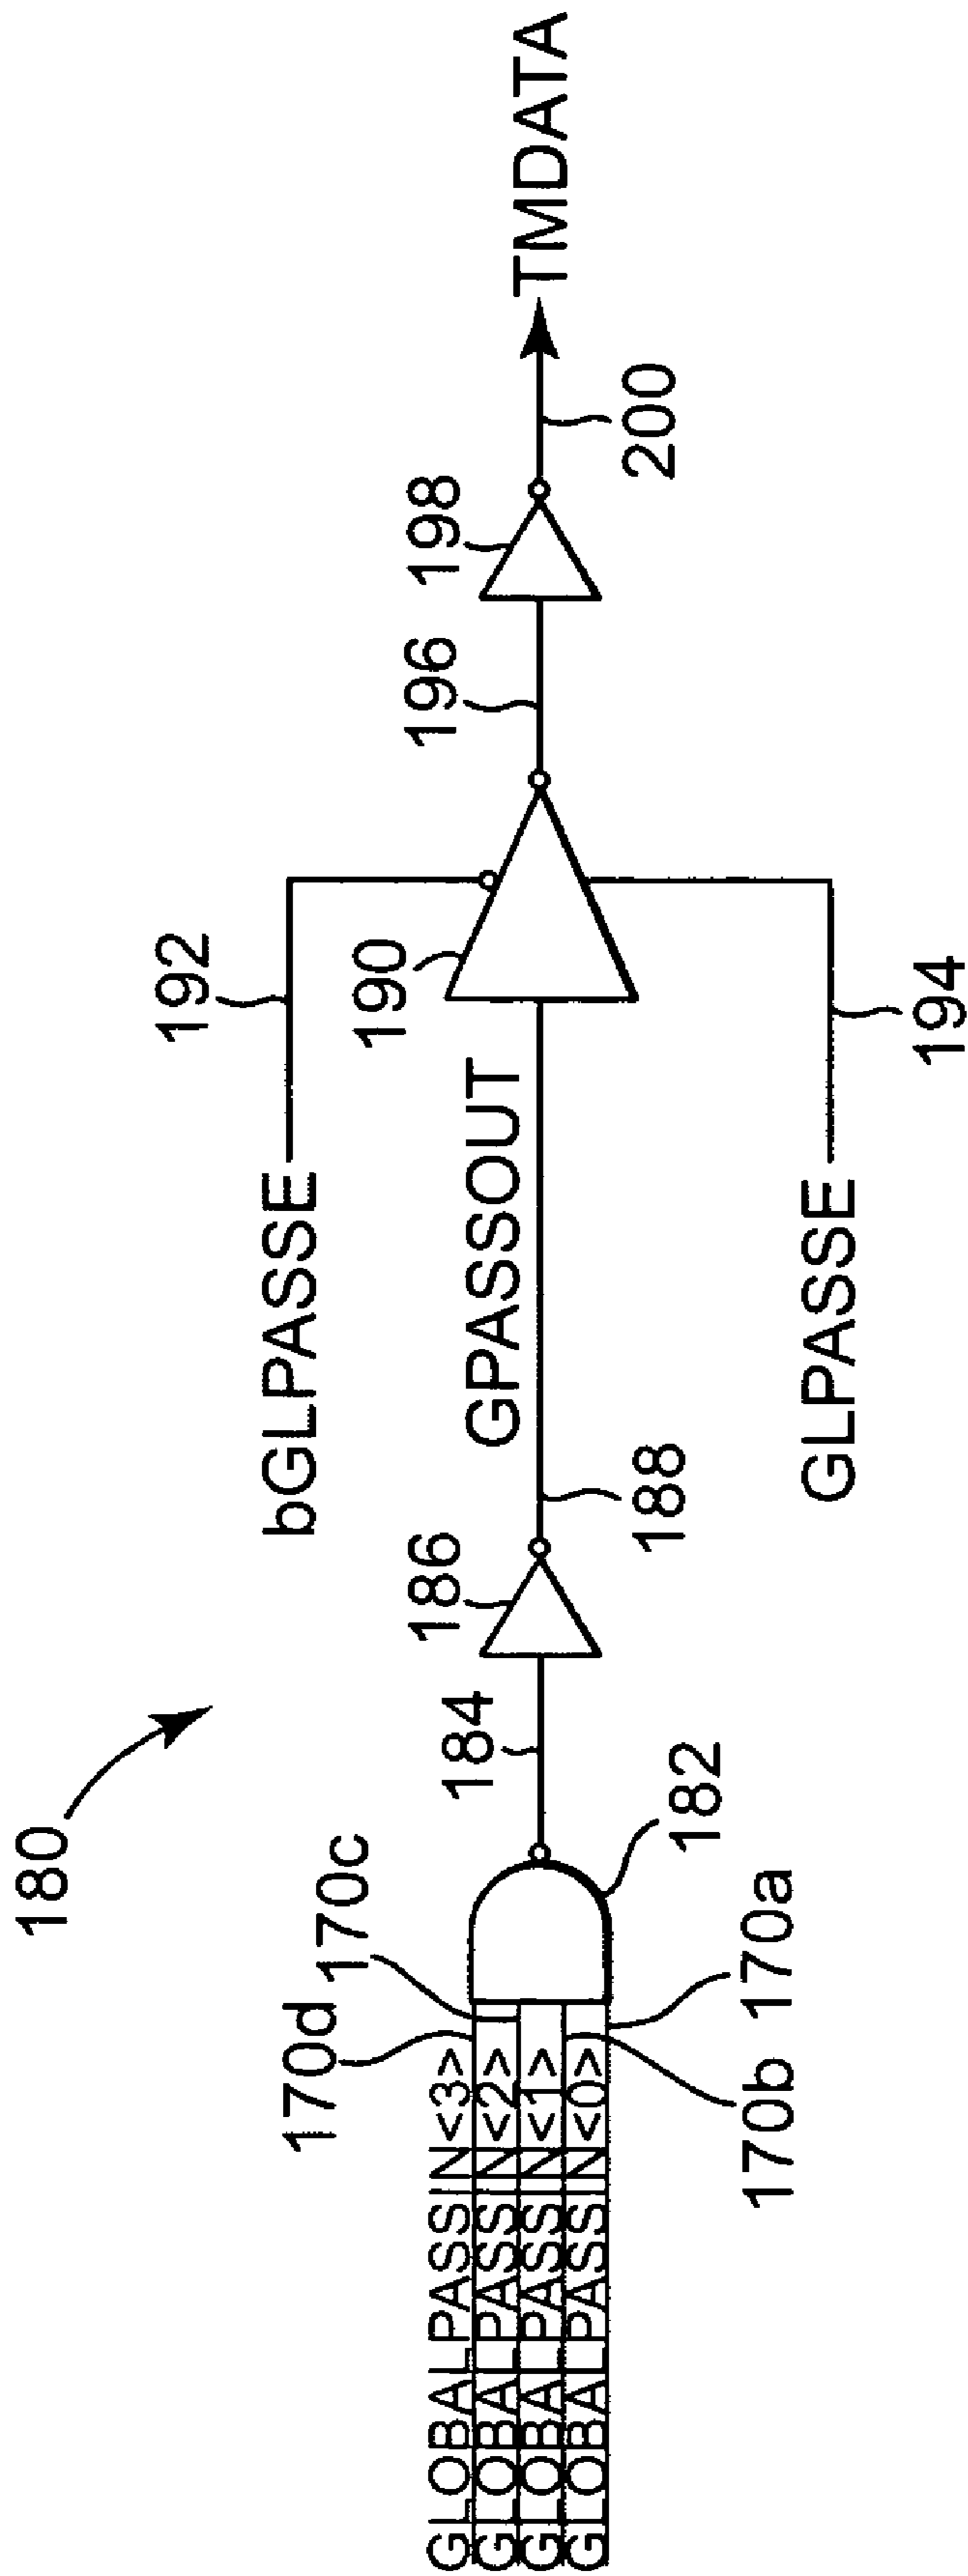 180
170d
170c
GLOBALPASSIN<3>
GLOBALPASSIN<2>
GLOBALPASSIN<1>
GLOBALPASSIN<0>
170b
170a
182
184
186
188
GPASSOUT
bGLPASSE
192
190
GLPASSE
194
196
198
200
TMDATA